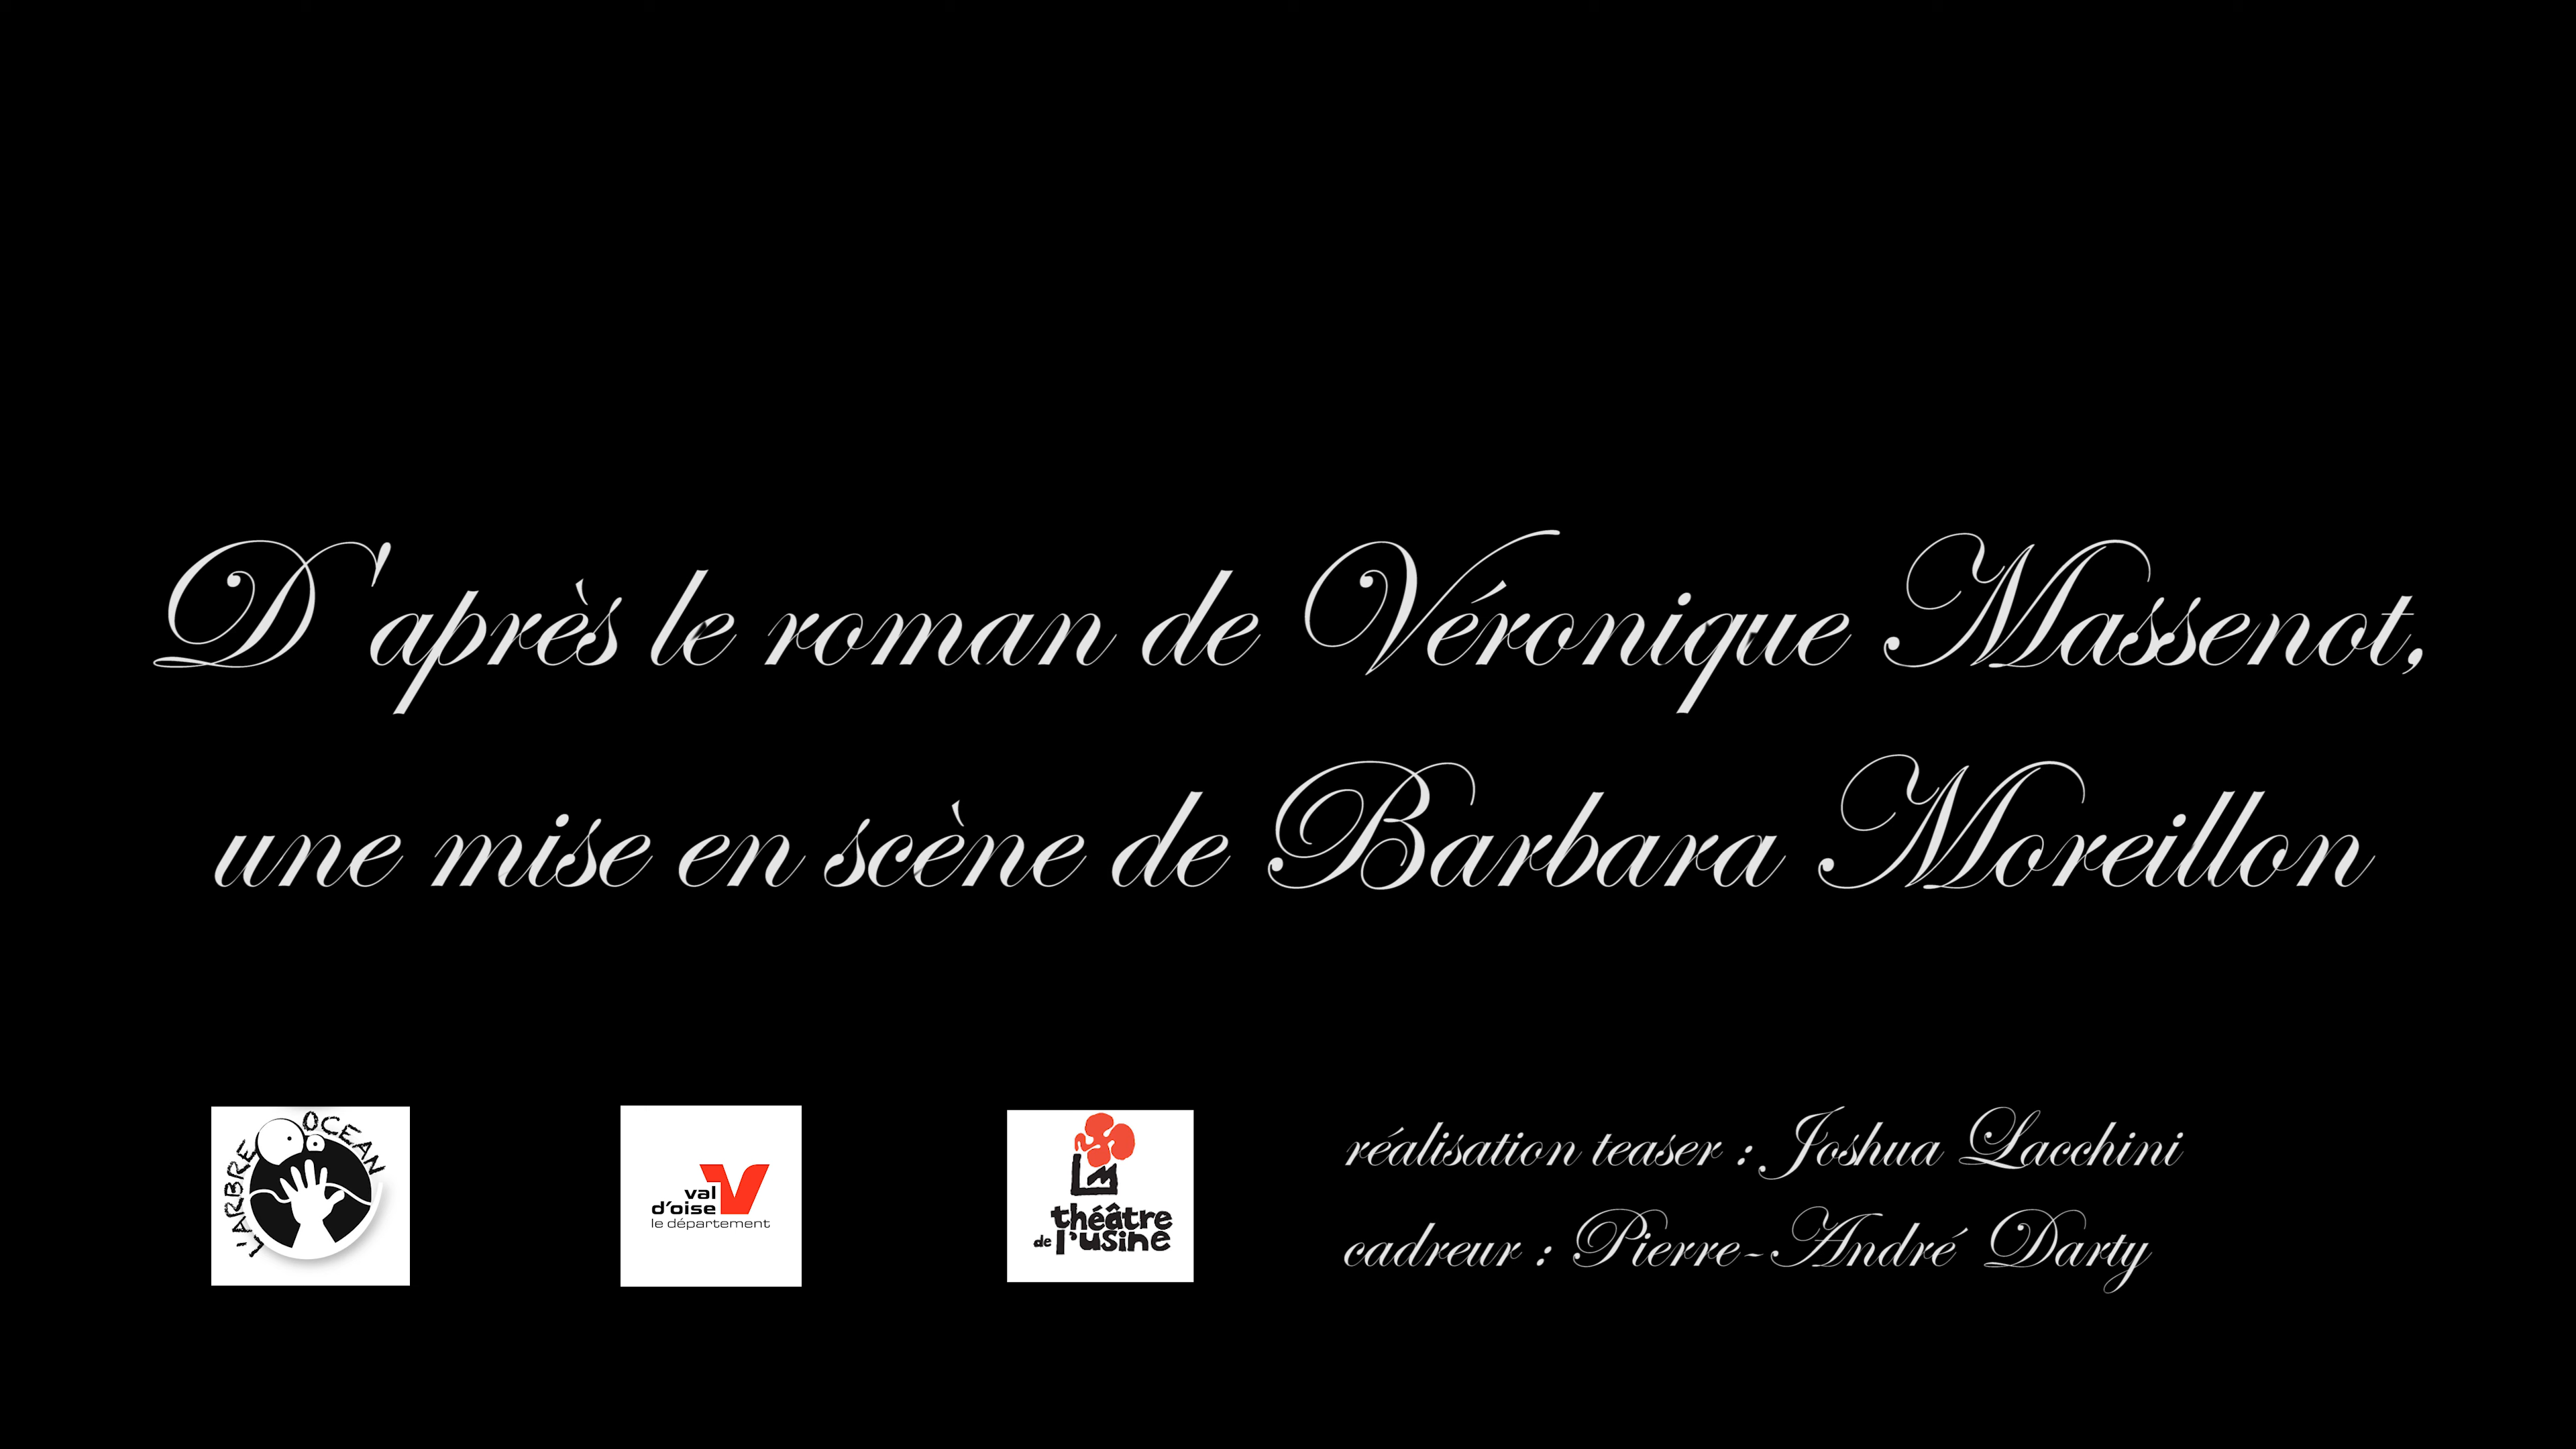 D'après le roman de Véronique Massenot,
une mise en scène de Barbara Moreillon
L'ARBRE OCEAN
val
d'oise
le département
théâtre
de l'usine
réalisation teaser : Joshua Lacchini
cadreur : Pierre-André Darty